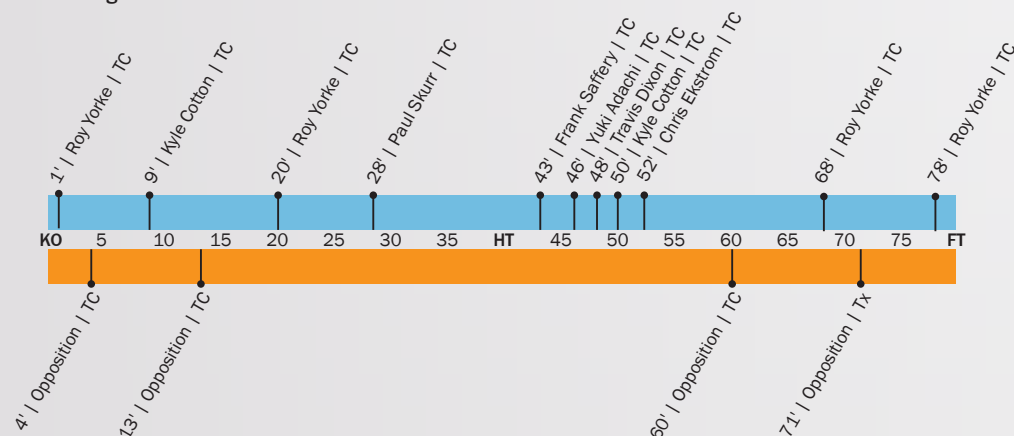 1' | Roy Yorke | TC
9' | Kyle Cotton | TC
20' | Roy Yorke | TC
28' | Paul Skurr | TC
43' | Frank Saffery | TC
46' | Yuki Adachi | TC
48' | Travis Dixon | TC
50' | Kyle Cotton | TC
52' | Chris Ekstrom | TC
68' | Roy Yorke | TC
78' | Roy Yorke | TC
KO 5 10 15 20 25 30 35 HT 45 50 55 60 65 70 75 FT
4' | Opposition | TC
13' | Opposition | TC
60' | Opposition | TC
71' | Opposition | Tx